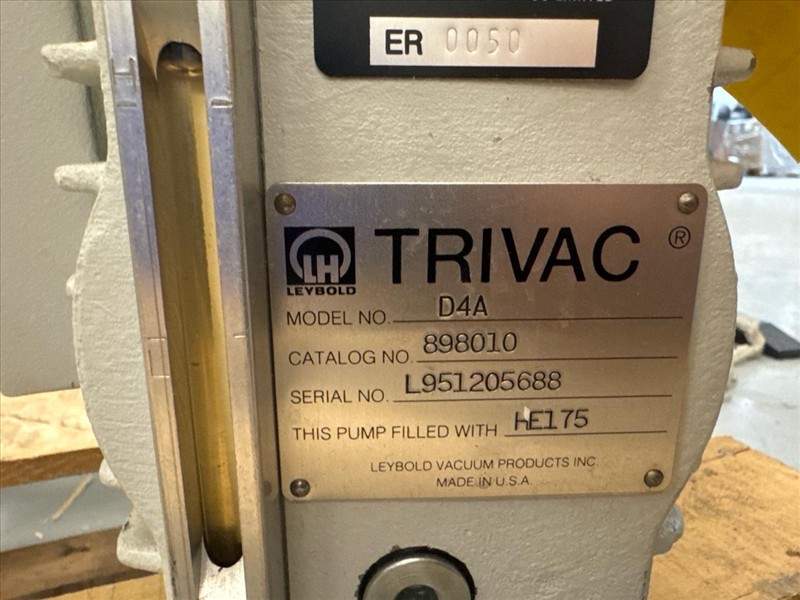 ER 0050
LH
LEYBOLD
TRIVAC ®
MODEL NO. D4A
CATALOG NO. 898010
SERIAL NO. L951205688
THIS PUMP FILLED WITH HE175
LEYBOLD VACUUM PRODUCTS INC.
MADE IN U.S.A.